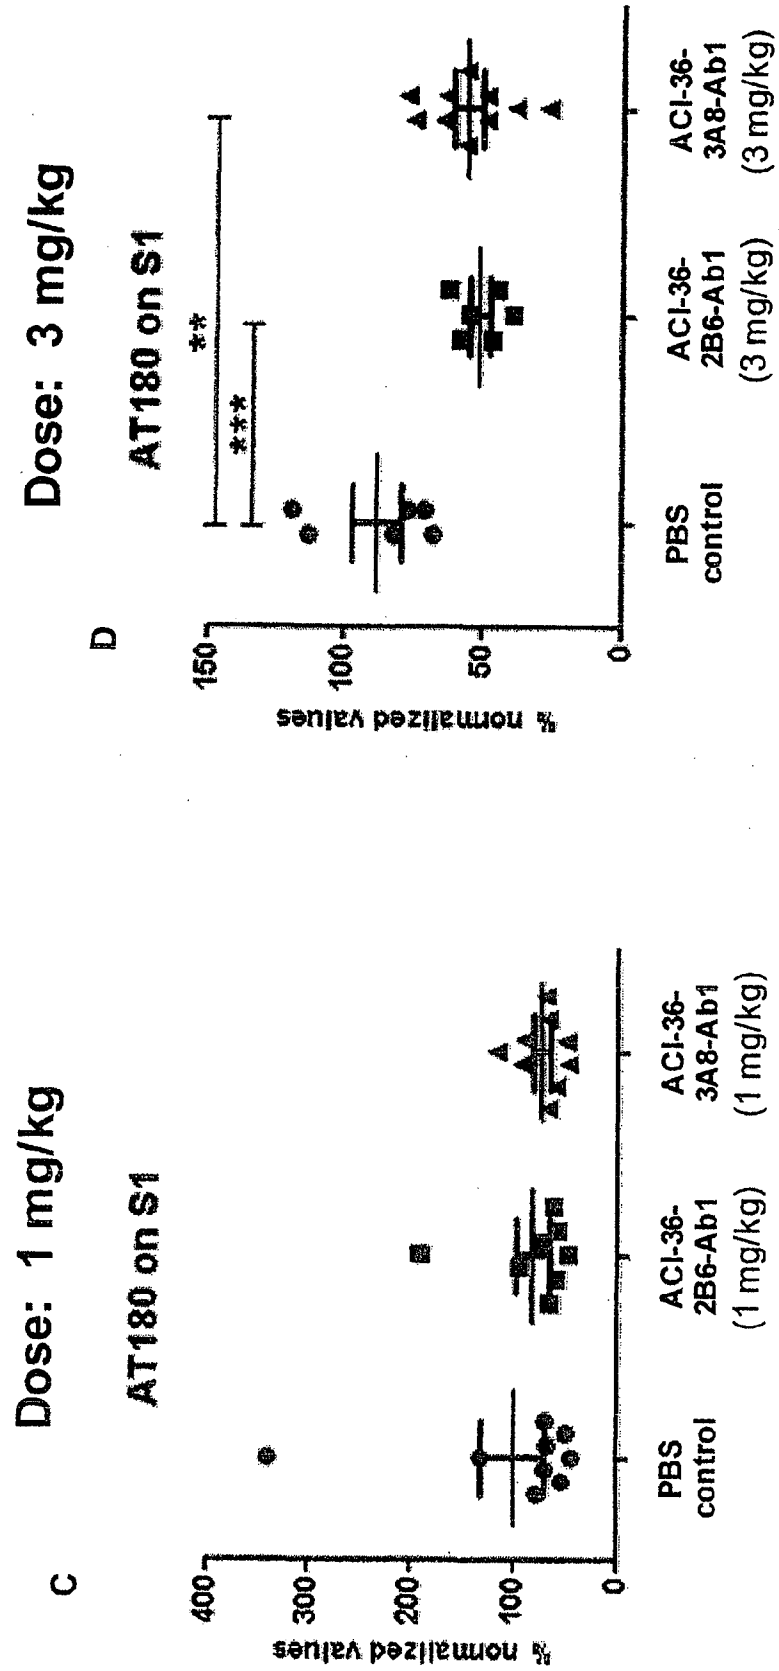 C
Dose: 1 mg/kg
AT180 on S1
% normalized values
400
300
200
100
0
PBS
control
ACI-36-
2B6-Ab1
(1 mg/kg)
ACI-36-
3A8-Ab1
(1 mg/kg)
D
Dose: 3 mg/kg
AT180 on S1
**
***
% normalized values
150
100
50
0
PBS
control
ACI-36-
2B6-Ab1
(3 mg/kg)
ACI-36-
3A8-Ab1
(3 mg/kg)